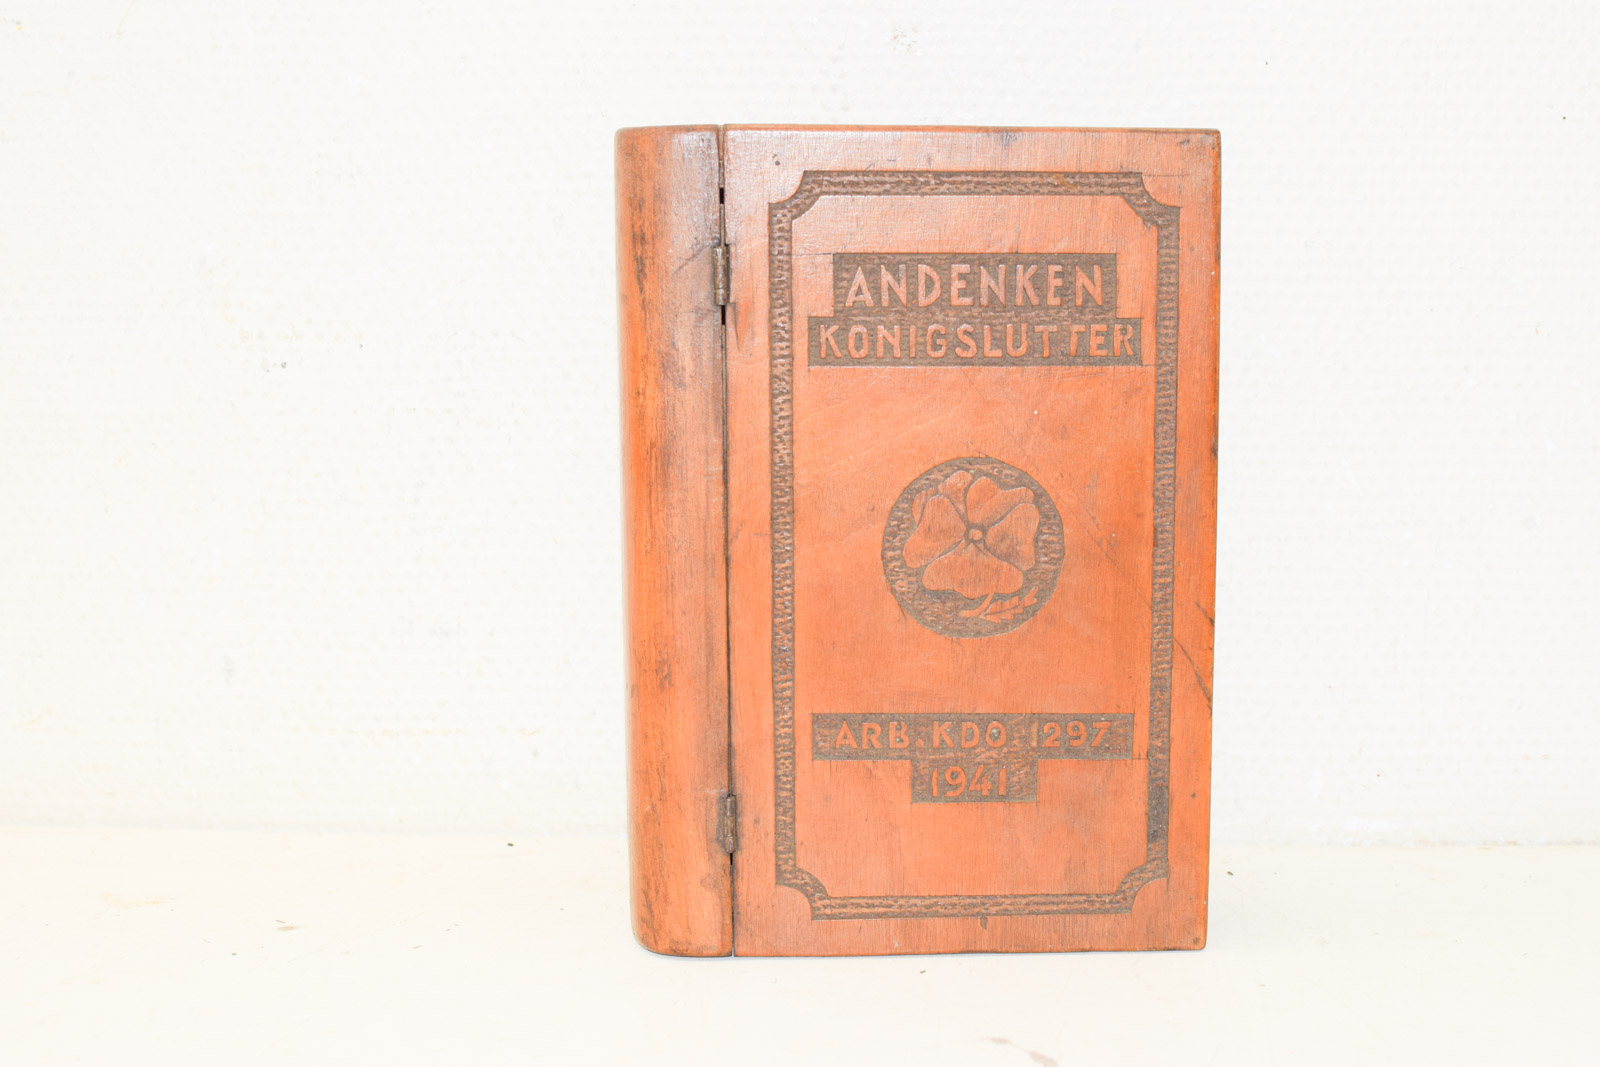 ANDENKEN
KONIGSLUTTER
ARB. KDO. 1297
1941